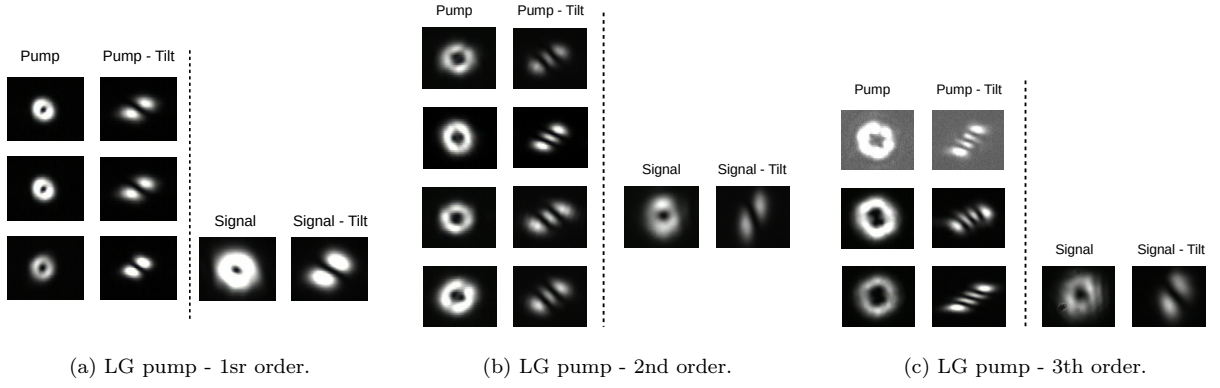 Pump Pump - Tilt
Signal Signal - Tilt
(a) LG pump - 1sr order.
Pump Pump - Tilt
Signal Signal - Tilt
(b) LG pump - 2nd order.
Pump Pump - Tilt
Signal Signal - Tilt
(c) LG pump - 3th order.